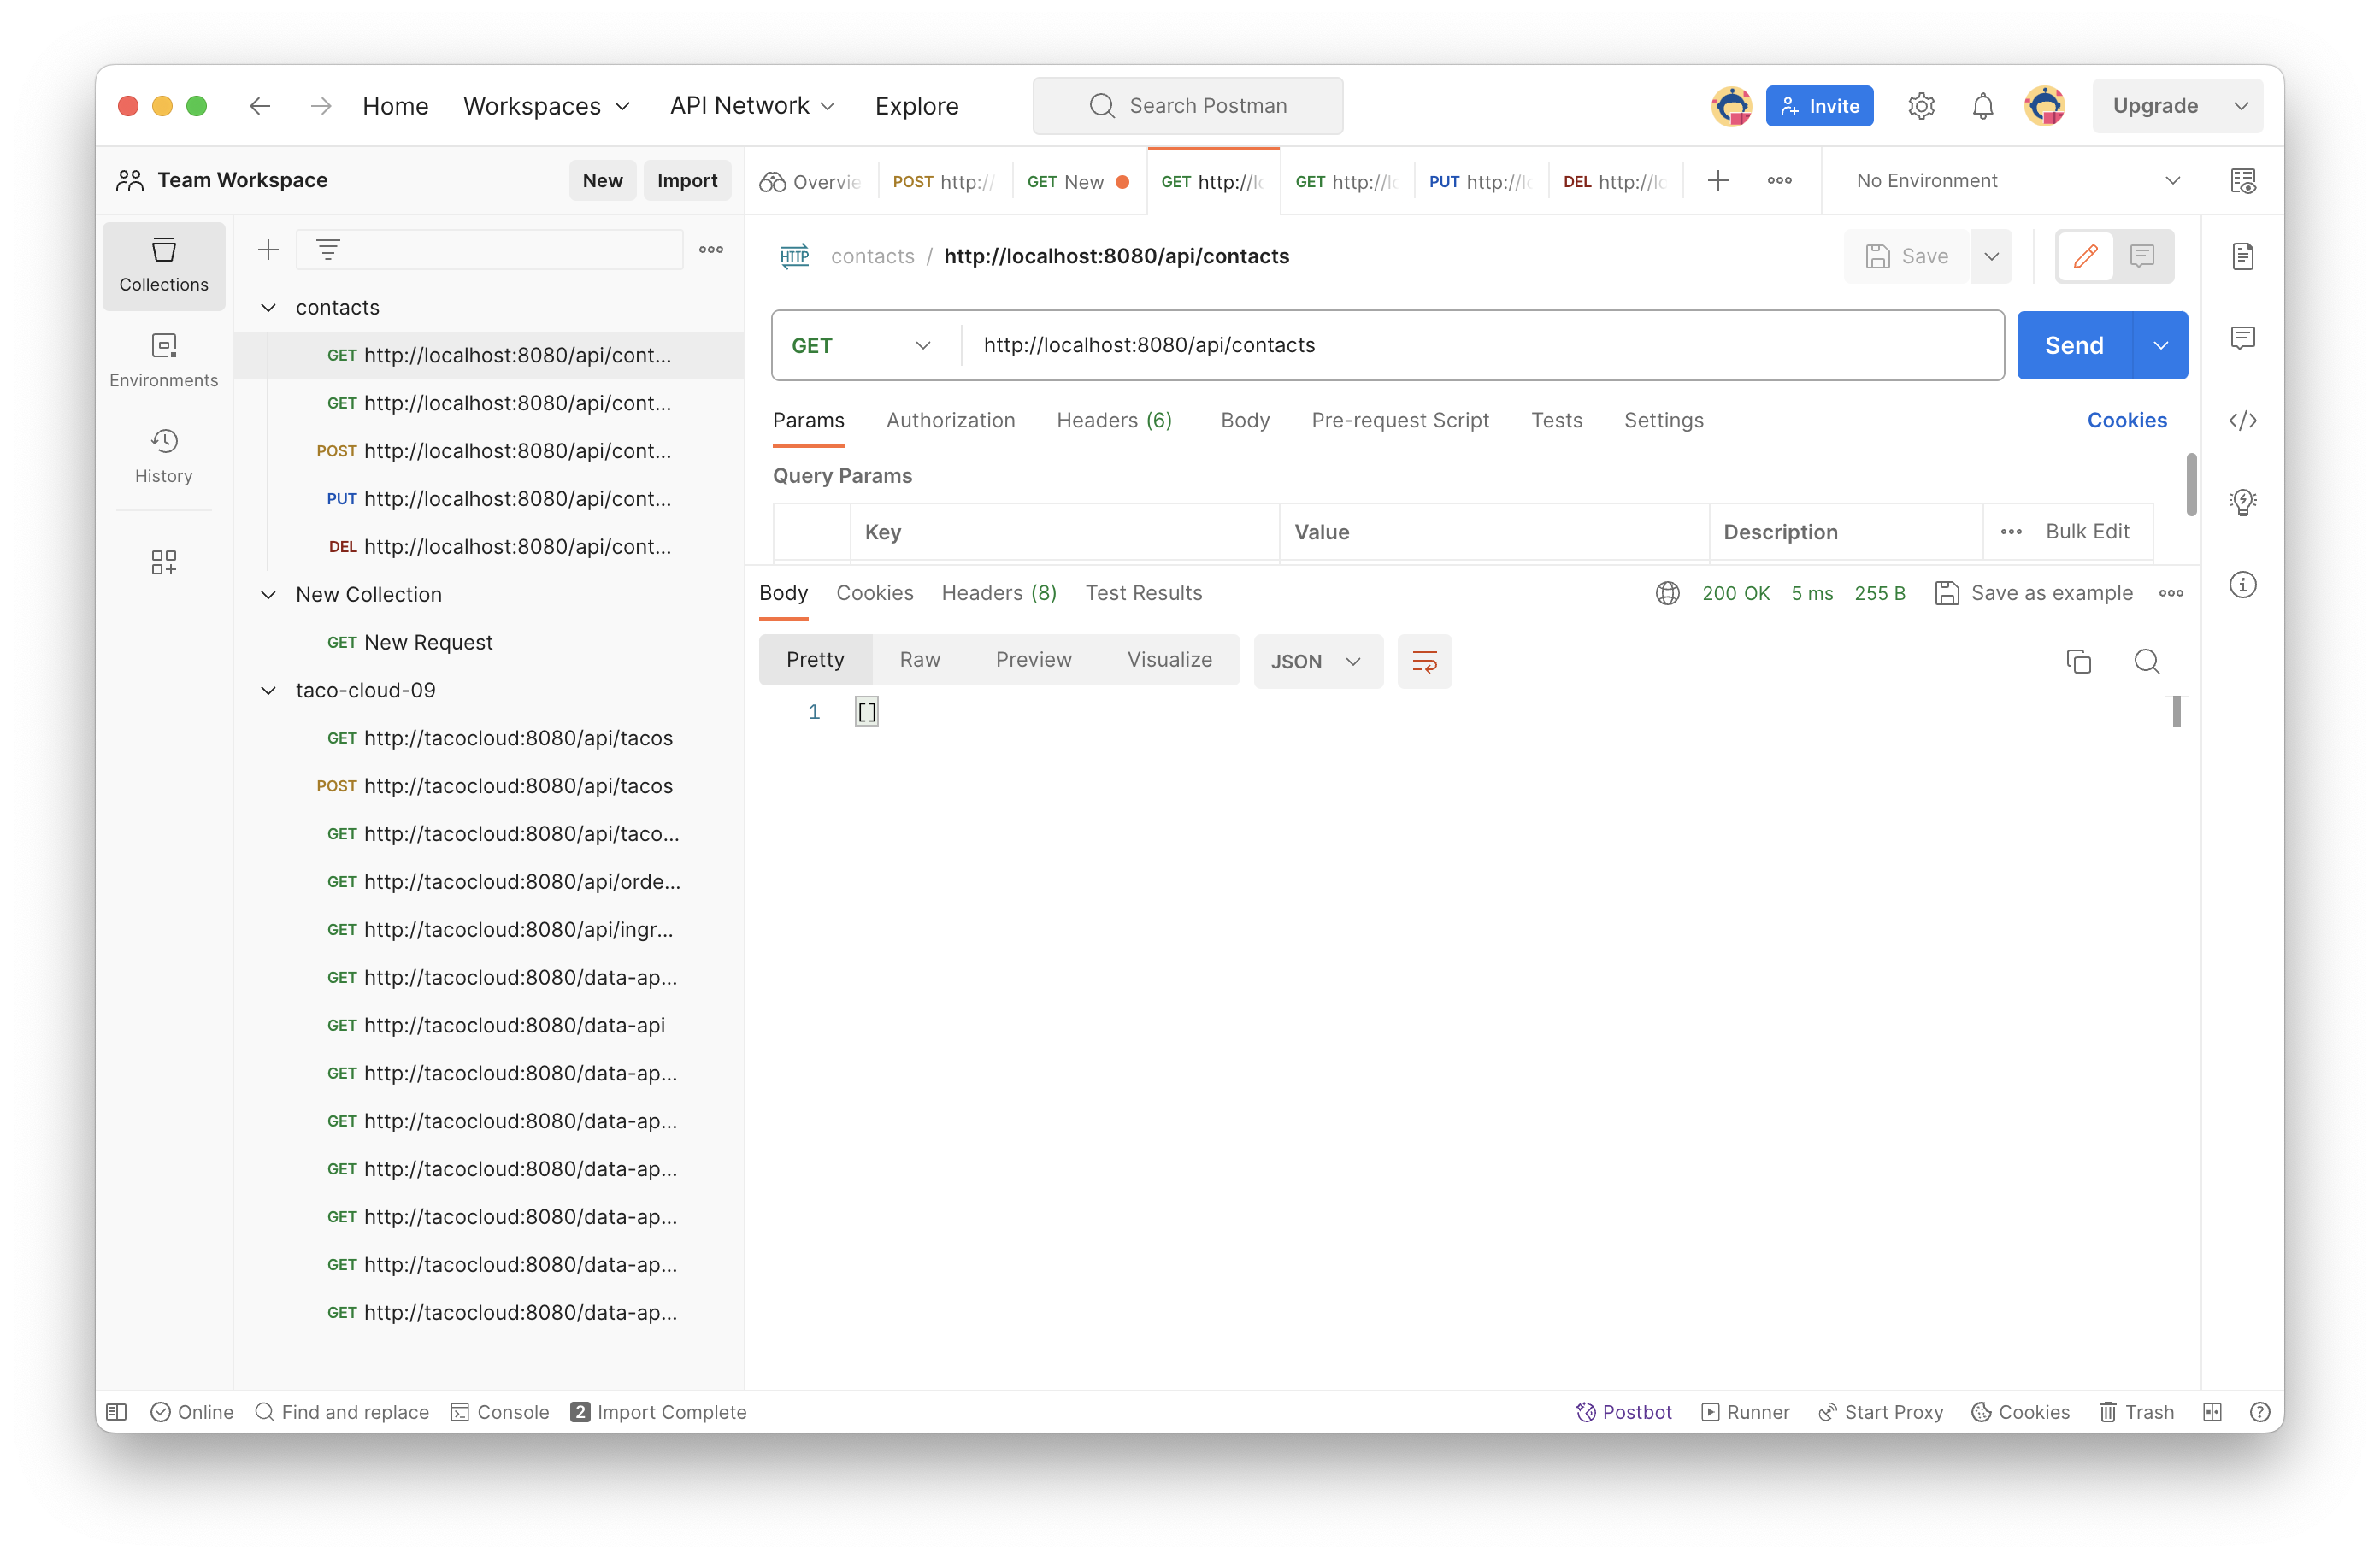 Home Workspaces API Network Explore Search Postman Invite Upgrade
Team Workspace New Import
Overvie POST http:// GET New GET http://lo GET http://lo PUT http://lo DEL http://lo No Environment
Collections
Environments
History
contacts
GET http://localhost:8080/api/cont...
GET http://localhost:8080/api/cont...
POST http://localhost:8080/api/cont...
PUT http://localhost:8080/api/cont...
DEL http://localhost:8080/api/cont...
New Collection
GET New Request
taco-cloud-09
GET http://tacocloud:8080/api/tacos
POST http://tacocloud:8080/api/tacos
GET http://tacocloud:8080/api/taco...
GET http://tacocloud:8080/api/orde...
GET http://tacocloud:8080/api/ingr...
GET http://tacocloud:8080/data-ap...
GET http://tacocloud:8080/data-api
GET http://tacocloud:8080/data-ap...
GET http://tacocloud:8080/data-ap...
GET http://tacocloud:8080/data-ap...
GET http://tacocloud:8080/data-ap...
GET http://tacocloud:8080/data-ap...
GET http://tacocloud:8080/data-ap...
HTTP contacts / http://localhost:8080/api/contacts Save
GET http://localhost:8080/api/contacts Send
Params Authorization Headers (6) Body Pre-request Script Tests Settings Cookies
Query Params
Key Value Description Bulk Edit
Body Cookies Headers (8) Test Results 200 OK 5 ms 255 B Save as example
Pretty Raw Preview Visualize JSON
1 []
Online Find and replace Console 2 Import Complete Postbot Runner Start Proxy Cookies Trash